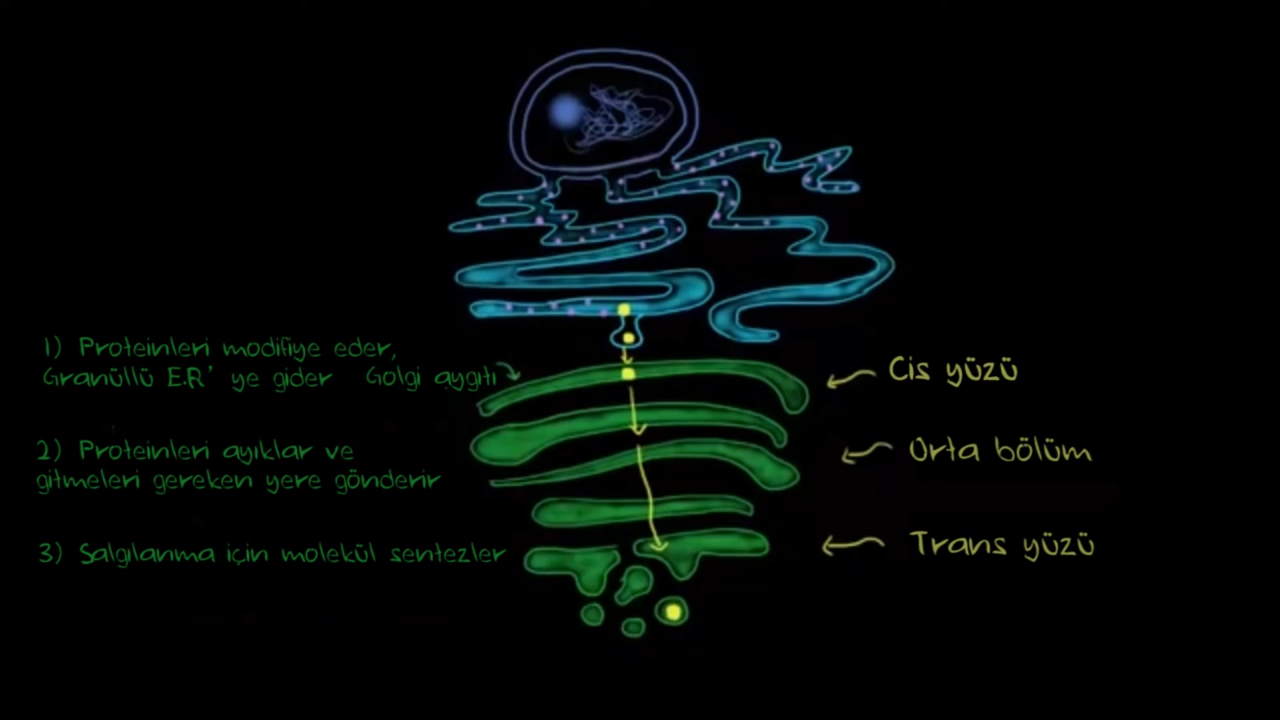 1) Proteinleri modifiye eder,
Granüllü E.R' ye gider Golgi aygıtı
Cis yüzü
2) Proteinleri ayıklar ve
gitmeleri gereken yere gönderir
Orta bölüm
3) Salgılanma için molekül sentezler
Trans yüzü